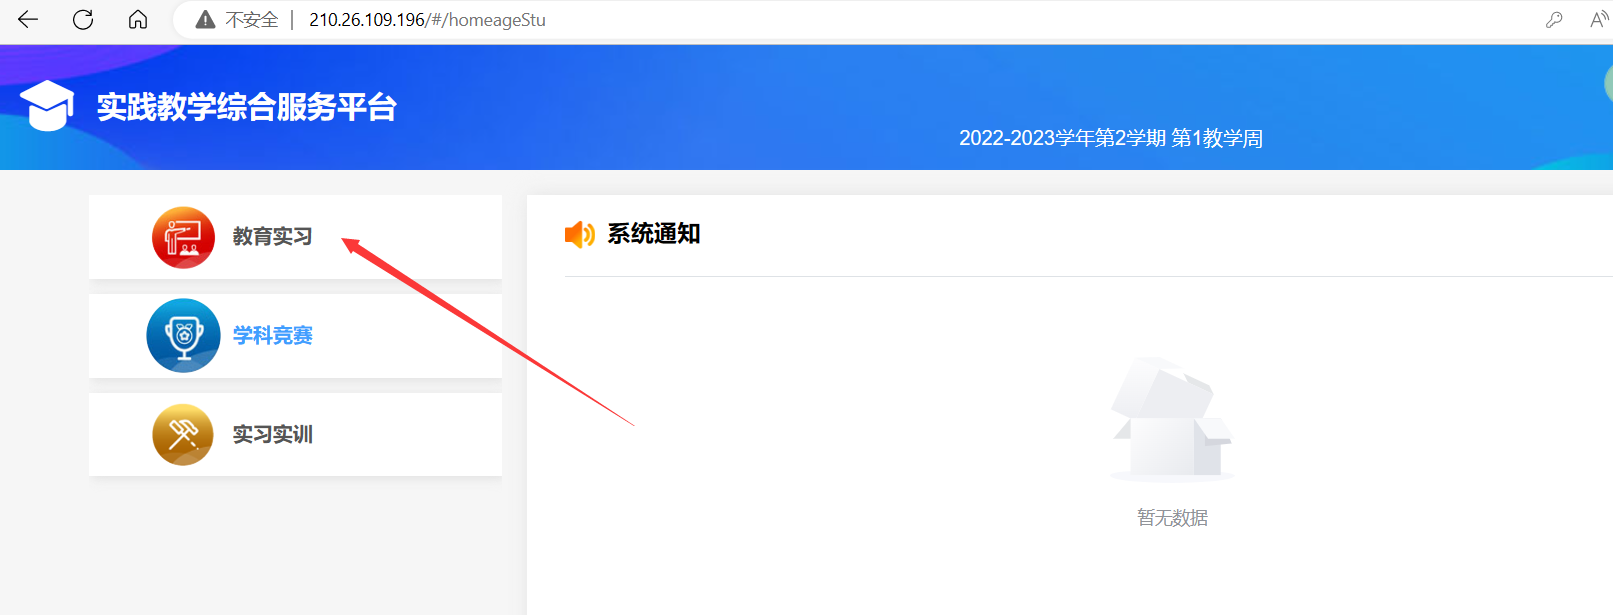 不安全 | 210.26.109.196/#/homeageStu
实践教学综合服务平台
2022-2023学年第2学期 第1教学周
教育实习
学科竞赛
实习实训
系统通知
暂无数据